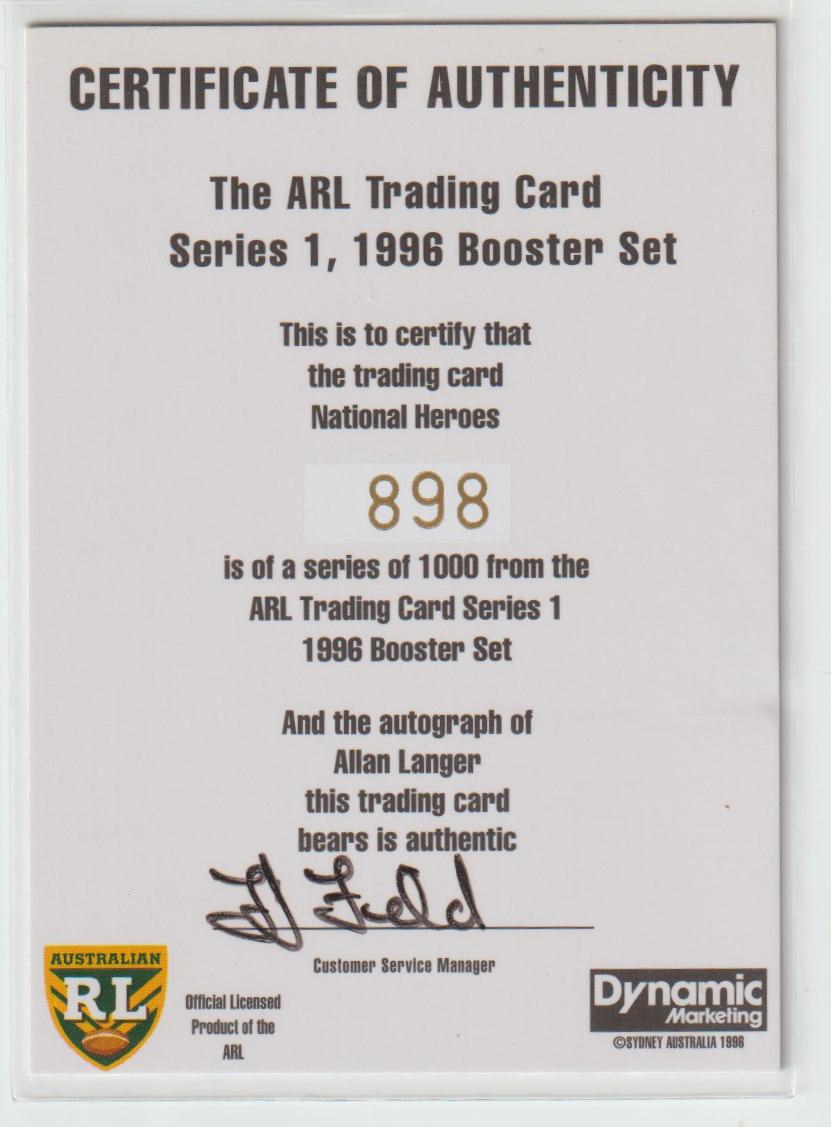 CERTIFICATE OF AUTHENTICITY
The ARL Trading Card
Series 1, 1996 Booster Set
This is to certify that
the trading card
National Heroes
898
is of a series of 1000 from the
ARL Trading Card Series 1
1996 Booster Set
And the autograph of
Allan Langer
this trading card
bears is authentic
Customer Service Manager
AUSTRALIAN
RL
Official Licensed
Product of the
ARL
Dynamic
Marketing
©SYDNEY AUSTRALIA 1996